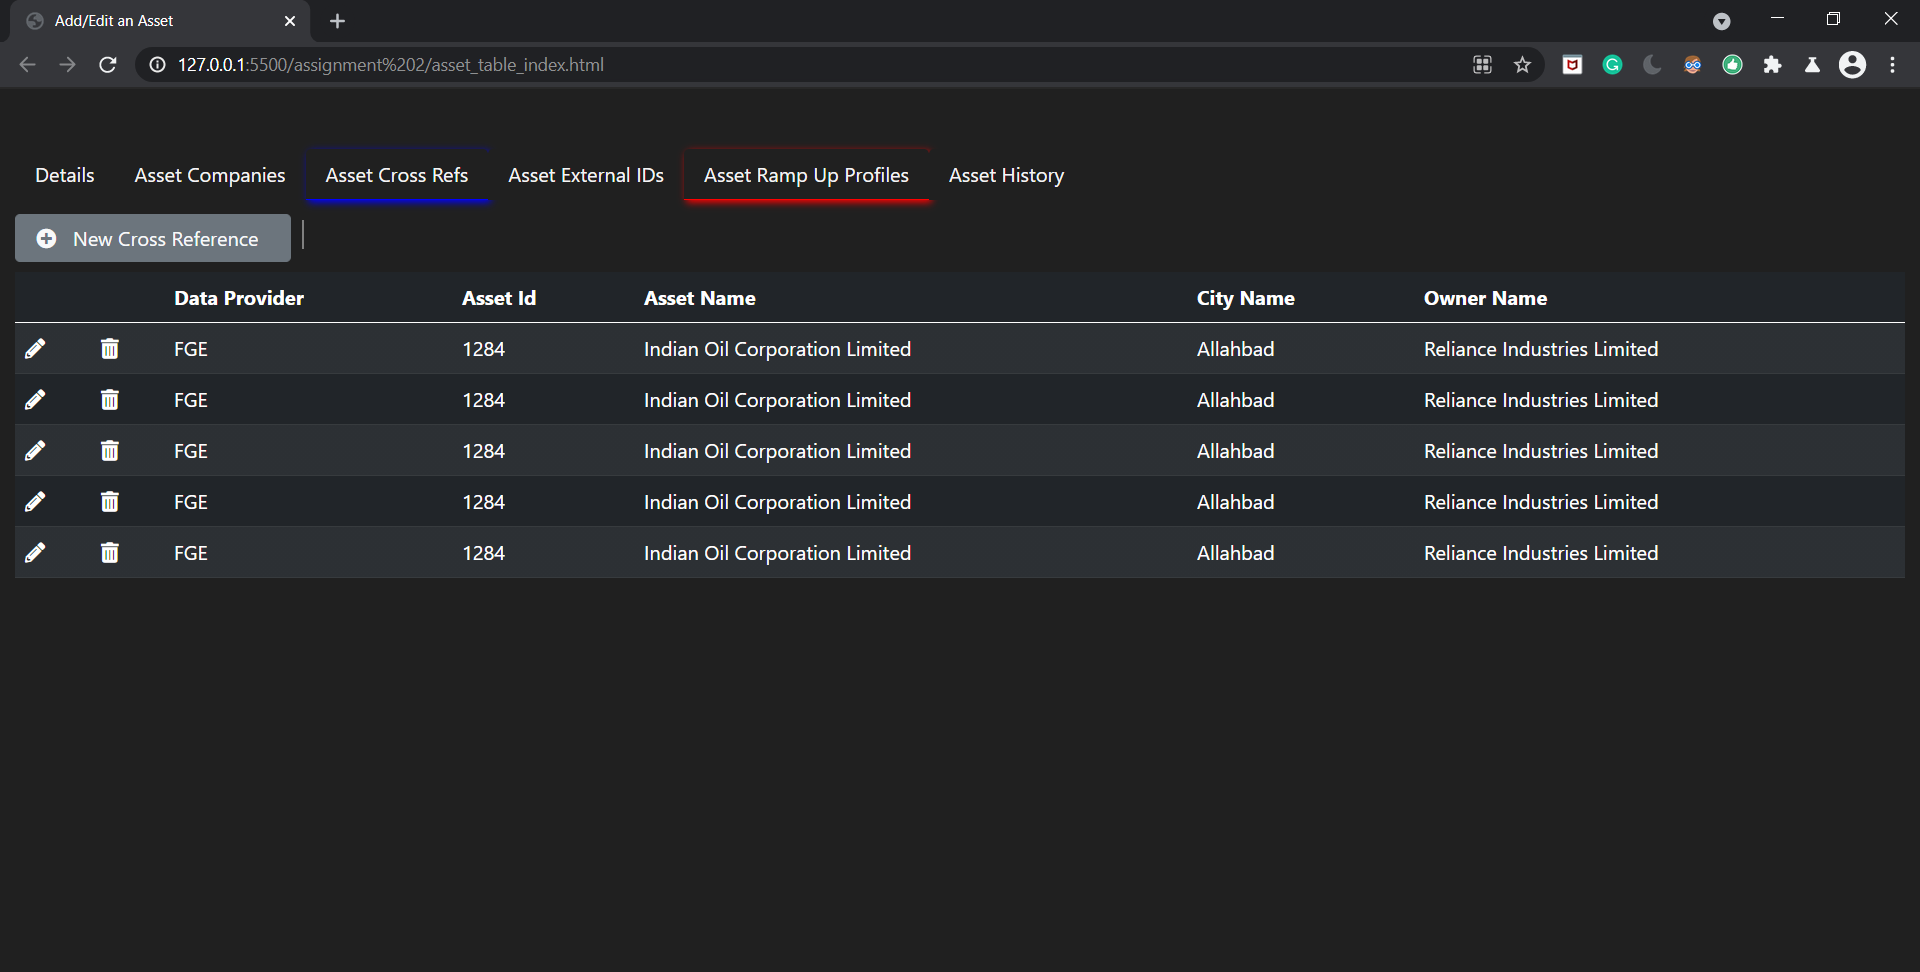 Add/Edit an Asset
127.0.0.1:5500/assignment%202/asset_table_index.html
Details Asset Companies Asset Cross Refs Asset External IDs Asset Ramp Up Profiles Asset History
New Cross Reference
Data Provider Asset Id Asset Name City Name Owner Name
FGE 1284 Indian Oil Corporation Limited Allahbad Reliance Industries Limited
FGE 1284 Indian Oil Corporation Limited Allahbad Reliance Industries Limited
FGE 1284 Indian Oil Corporation Limited Allahbad Reliance Industries Limited
FGE 1284 Indian Oil Corporation Limited Allahbad Reliance Industries Limited
FGE 1284 Indian Oil Corporation Limited Allahbad Reliance Industries Limited